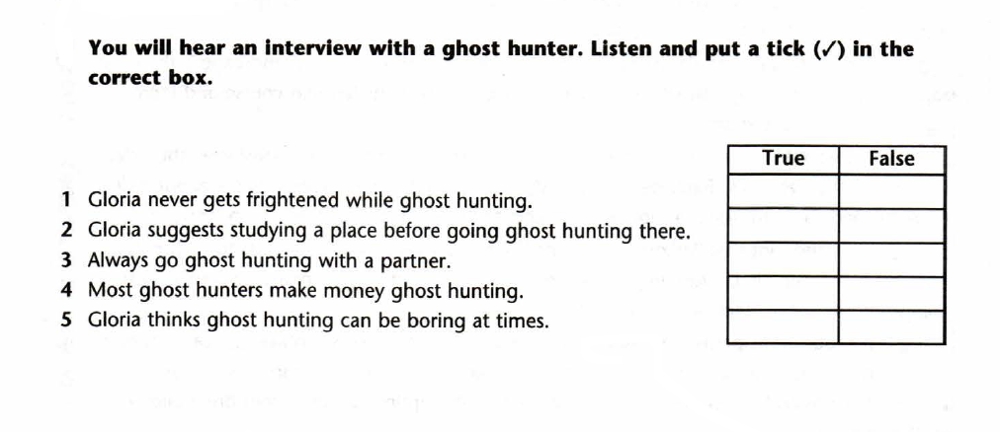 You will hear an interview with a ghost hunter. Listen and put a tick (✓) in the
correct box.
True False
1 Gloria never gets frightened while ghost hunting.
2 Gloria suggests studying a place before going ghost hunting there.
3 Always go ghost hunting with a partner.
4 Most ghost hunters make money ghost hunting.
5 Gloria thinks ghost hunting can be boring at times.